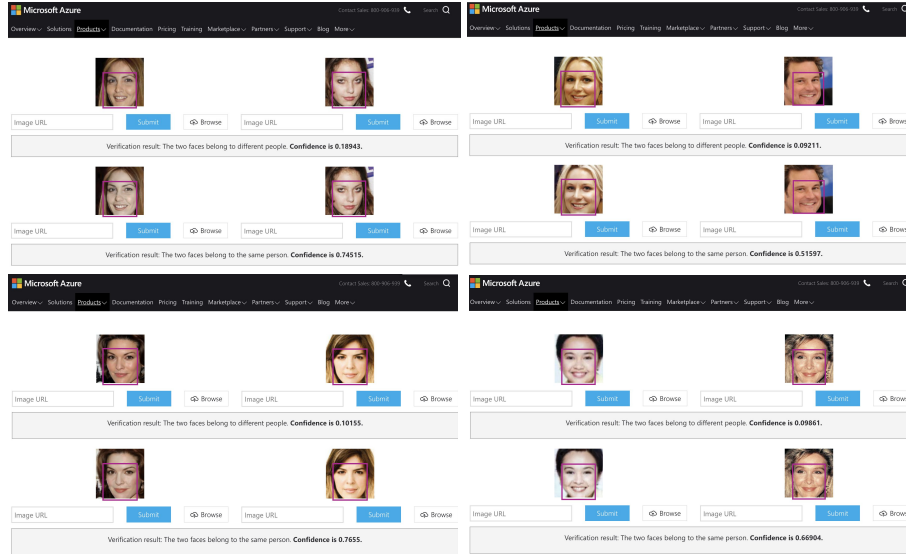 Microsoft Azure
Contact Sales: 800-906-939 Search
Overview Solutions Products Documentation Pricing Training Marketplace Partners Support Blog More
Image URL Submit Browse Image URL Submit Browse
Verification result: The two faces belong to different people. Confidence is 0.18943.
Image URL Submit Browse Image URL Submit Browse
Verification result: The two faces belong to the same person. Confidence is 0.74515.
Microsoft Azure
Contact Sales: 800-906-939 Search
Overview Solutions Products Documentation Pricing Training Marketplace Partners Support Blog More
Image URL Submit Browse Image URL Submit
Verification result: The two faces belong to different people. Confidence is 0.09211.
Image URL Submit Browse Image URL Submit
Verification result: The two faces belong to the same person. Confidence is 0.51597.
Microsoft Azure
Contact Sales: 800-906-939 Search
Overview Solutions Products Documentation Pricing Training Marketplace Partners Support Blog More
Image URL Submit Browse Image URL Submit Browse
Verification result: The two faces belong to different people. Confidence is 0.10155.
Image URL Submit Browse Image URL Submit Browse
Verification result: The two faces belong to the same person. Confidence is 0.7655.
Microsoft Azure
Contact Sales: 800-906-939 Search
Overview Solutions Products Documentation Pricing Training Marketplace Partners Support Blog More
Image URL Submit Browse Image URL Submit
Verification result: The two faces belong to different people. Confidence is 0.09861.
Image URL Submit Browse Image URL Submit
Verification result: The two faces belong to the same person. Confidence is 0.66904.